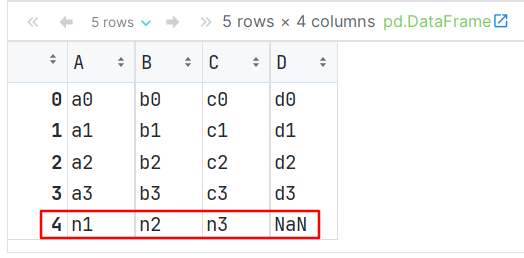 5 rows 5 rows × 4 columns pd.DataFrame
A B C D
0 a0 b0 c0 d0
1 a1 b1 c1 d1
2 a2 b2 c2 d2
3 a3 b3 c3 d3
4 n1 n2 n3 NaN